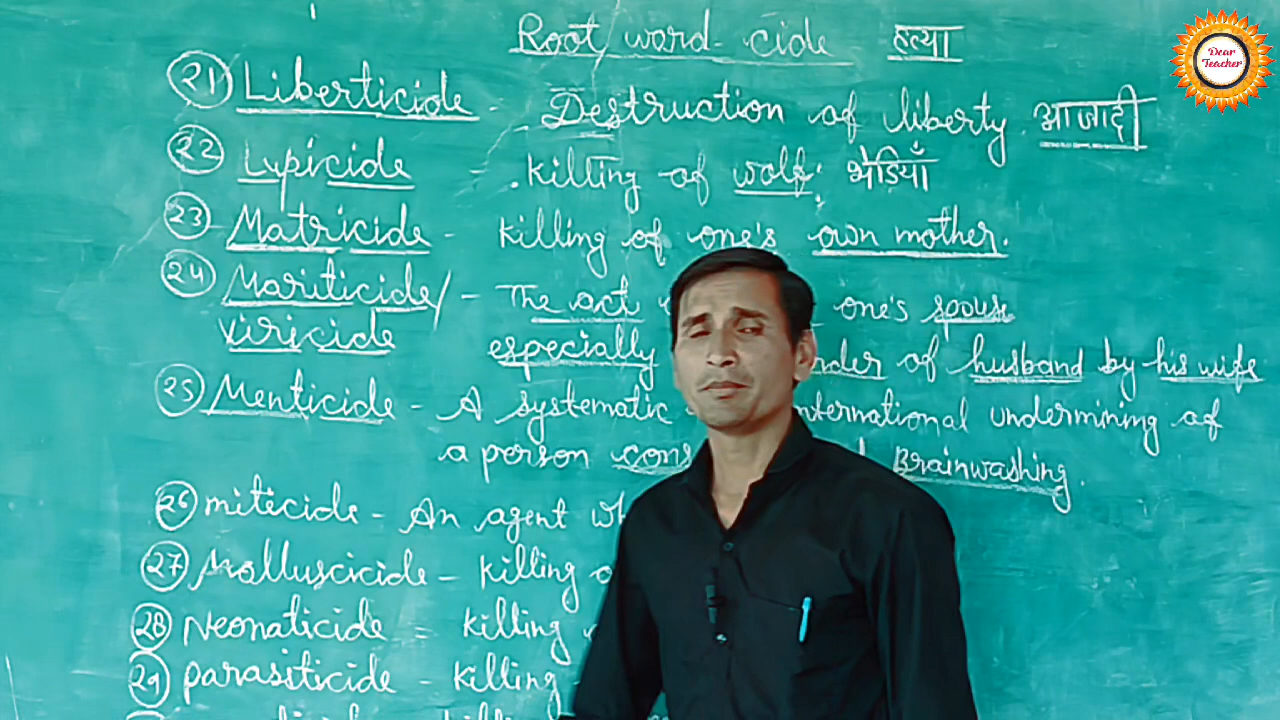 Root word - cide हत्या
Dear Teacher
21 Liberticide - Destruction of liberty. आजादी
22 Lupicide - Killing of wolf; भेडियाँ
23 Matricide - Killing of one's own mother.
24 Mariticide/ - The act one's spouse
Viricide especially of husband by his wife
25 Menticide - A systematic international undermining of
a person Brainwashing.
26 miticide - An agent
27 Molluscicide - Killing
28 Neonaticide = Killing
29 parasiticide - Killing -